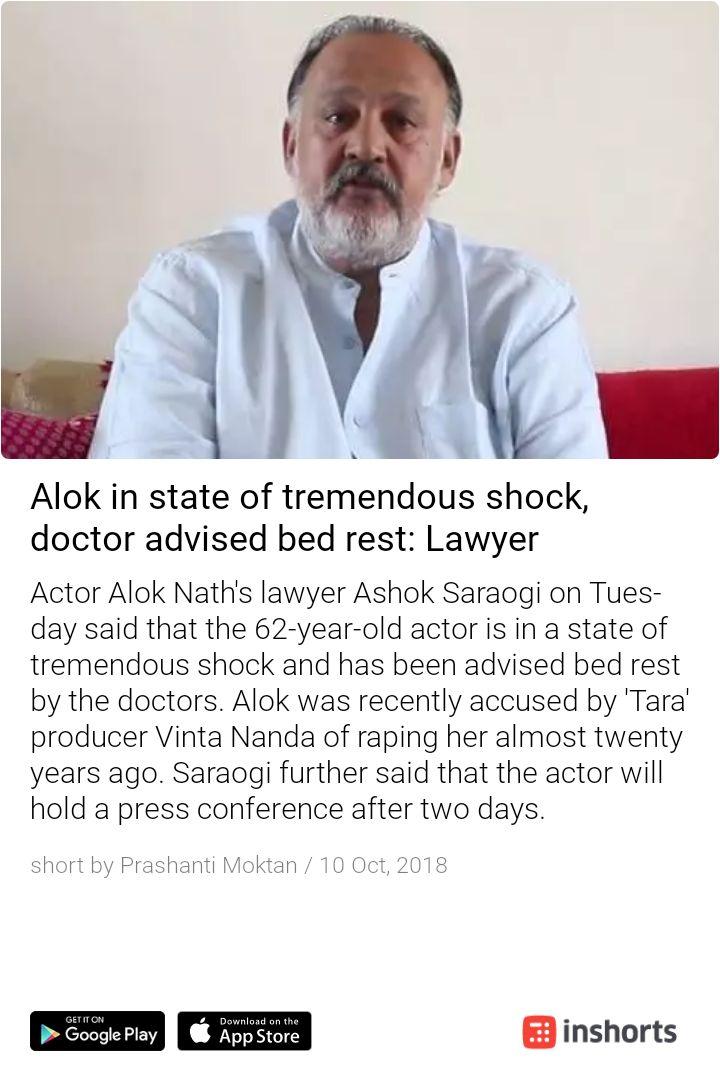 Alok in state of tremendous shock,
doctor advised bed rest: Lawyer
Actor Alok Nath's lawyer Ashok Saraogi on Tues-
day said that the 62-year-old actor is in a state of
tremendous shock and has been advised bed rest
by the doctors. Alok was recently accused by 'Tara'
producer Vinta Nanda of raping her almost twenty
years ago. Saraogi further said that the actor will
hold a press conference after two days.
short by Prashanti Moktan / 10 Oct, 2018
GET IT ON
Google Play
Download on the
App Store
inshorts